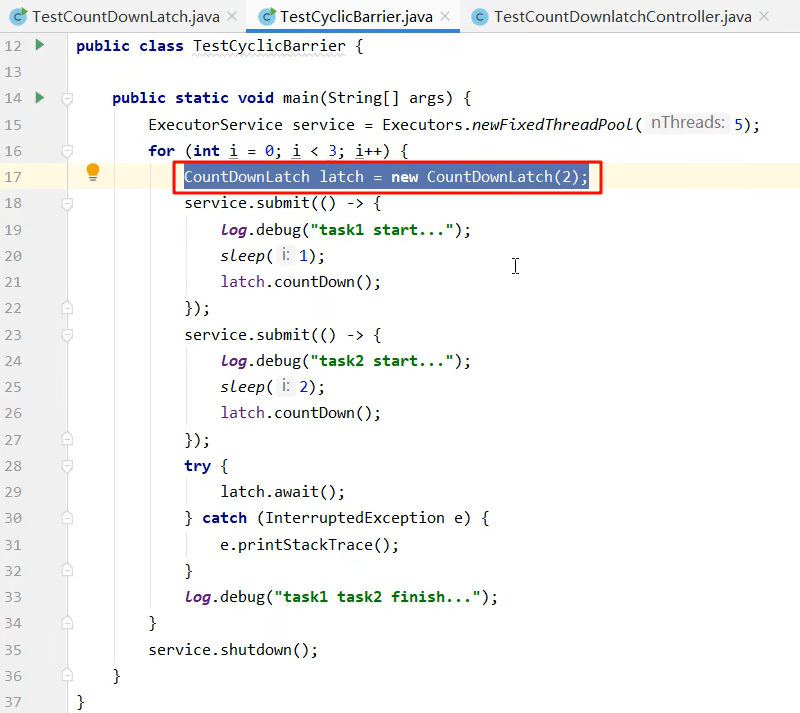 TestCountDownLatch.java TestCyclicBarrier.java TestCountDownlatchController.java
12 public class TestCyclicBarrier {
13
14 public static void main(String[] args) {
15 ExecutorService service = Executors.newFixedThreadPool( nThreads: 5);
16 for (int i = 0; i < 3; i++) {
17 CountDownLatch latch = new CountDownLatch(2);
18 service.submit(() -> {
19 log.debug("task1 start...");
20 sleep( i: 1);
21 latch.countDown();
22 });
23 service.submit(() -> {
24 log.debug("task2 start...");
25 sleep( i: 2);
26 latch.countDown();
27 });
28 try {
29 latch.await();
30 } catch (InterruptedException e) {
31 e.printStackTrace();
32 }
33 log.debug("task1 task2 finish...");
34 }
35 service.shutdown();
36 }
37 }